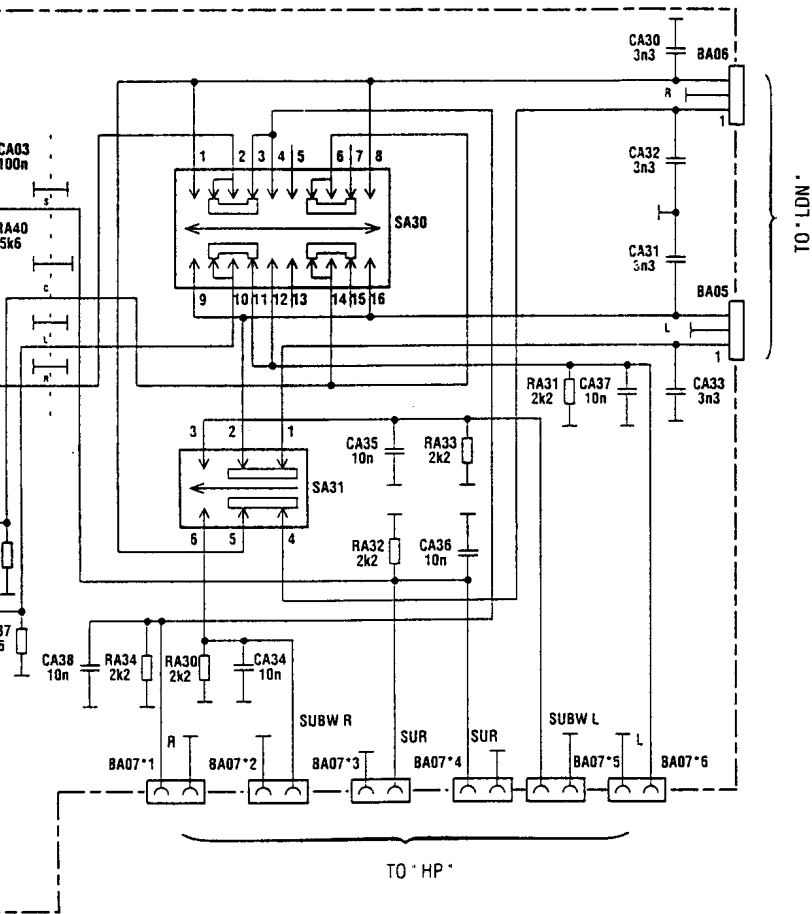 CA30
3n3
BA06
R
1
CA03
100n
1 2 3 4 5 6 7 8
CA32
3n3
S
SA30
RA40
5k6
TO "LDN"
CA31
3n3
C
9 10 11 12 13 14 15 16
BA05
L
L
1
R
RA31
2k2
CA37
10n
CA33
3n3
3 2 1
CA35
10n
RA33
2k2
SA31
6 5 4
RA32
2k2
CA36
10n
CA38
10n
RA34
2k2
RA30
2k2
CA34
10n
SUBW R
SUR
SUR
SUBW L
R
L
BA07*1
BA07*2
BA07*3
BA07*4
BA07*5
BA07*6
TO "HP"